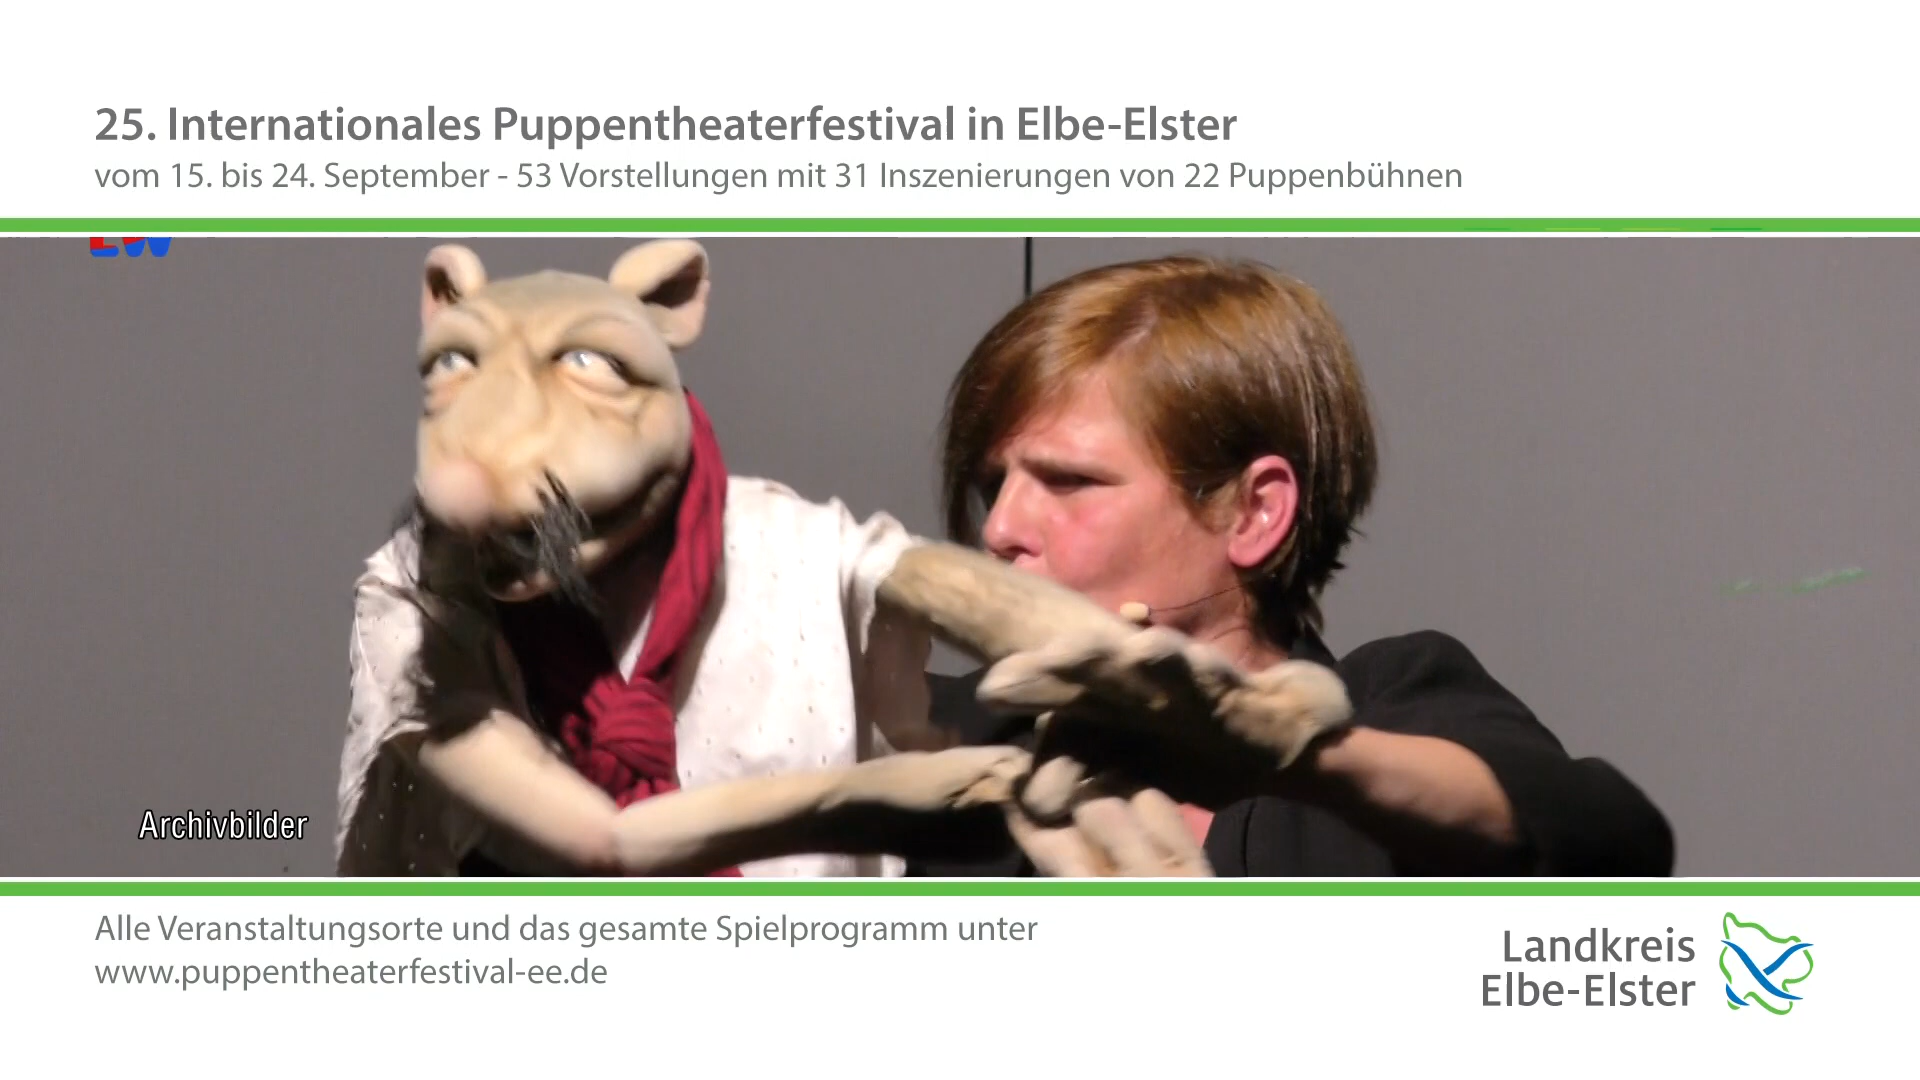 25. Internationales Puppentheaterfestival in Elbe-Elster
vom 15. bis 24. September - 53 Vorstellungen mit 31 Inszenierungen von 22 Puppenbühnen
Archivbilder
Alle Veranstaltungsorte und das gesamte Spielprogramm unter
www.puppentheaterfestival-ee.de
Landkreis
Elbe-Elster